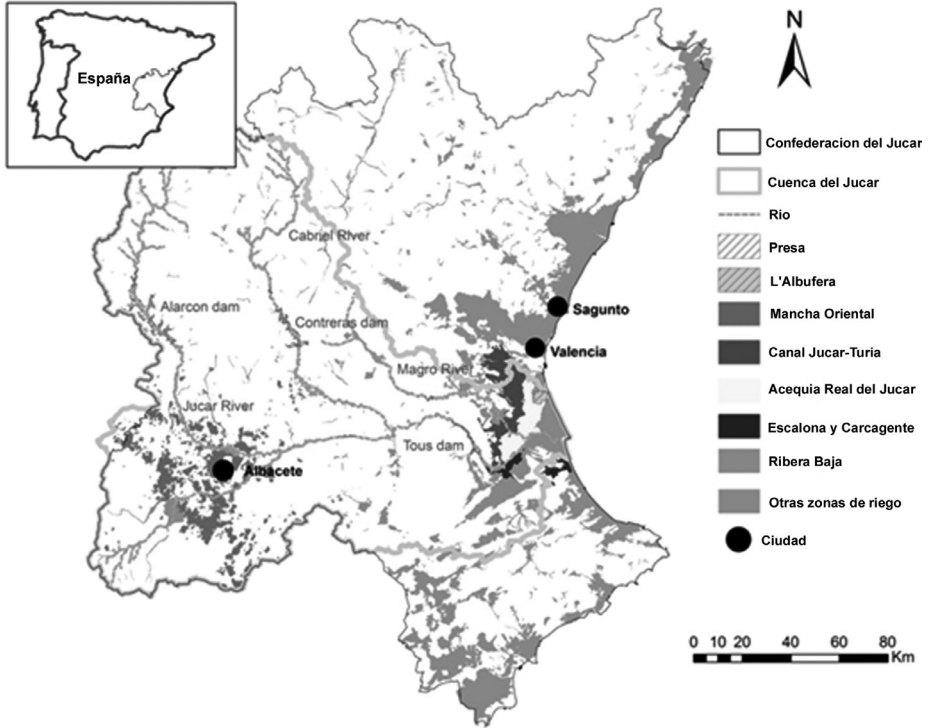 España
N
Confederacion del Jucar
Cuenca del Jucar
Rio
Presa
L'Albufera
Mancha Oriental
Canal Jucar-Turia
Acequia Real del Jucar
Escalona y Carcagente
Ribera Baja
Otras zonas de riego
Ciudad
Cabriel River
Alarcon dam
Contreras dam
Sagunto
Valencia
Magro River
Jucar River
Tous dam
Albacete
0 10 20 40 60 80
Km